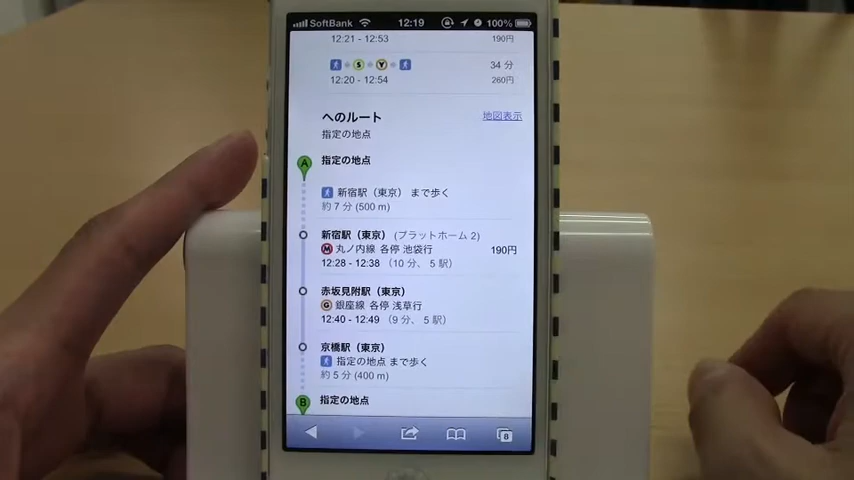 SoftBank 12:19 100%
12:21 - 12:53 190円
S Y 34 分
12:20 - 12:54 260円
へのルート 地図表示
指定の地点
A 指定の地点
新宿駅（東京） まで歩く
約 7 分 (500 m)
新宿駅（東京） (プラットホーム 2)
M 丸ノ内線 各停 池袋行 190円
12:28 - 12:38 （10 分、 5 駅）
赤坂見附駅（東京）
G 銀座線 各停 浅草行
12:40 - 12:49 （9 分、 5 駅）
京橋駅（東京）
指定の地点 まで歩く
約 5 分 (400 m)
B 指定の地点
8